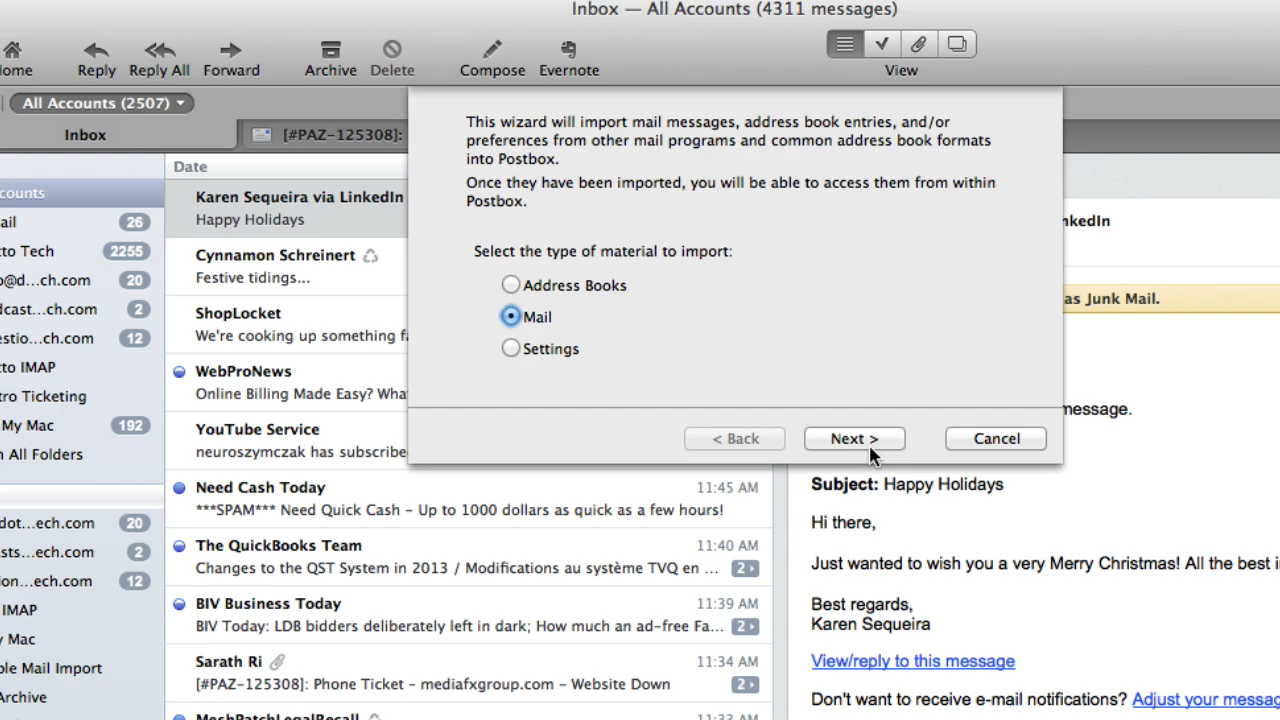 Inbox — All Accounts (4311 messages)
Home
Reply
Reply All
Forward
Archive
Delete
Compose
Evernote
View
All Accounts (2507)
Inbox
[#PAZ-125308]:
This wizard will import mail messages, address book entries, and/or
preferences from other mail programs and common address book formats
into Postbox.
Once they have been imported, you will be able to access them from within
Postbox.
Select the type of material to import:
Address Books
Mail
Settings
< Back
Next >
Cancel
counts
ail 26
to Tech 2255
o@d...ch.com 20
dcast...ch.com 2
estio...ch.com 12
to IMAP
tro Ticketing
My Mac 192
n All Folders
dot...ech.com 20
sts...ech.com 2
ion...ech.com 12
IMAP
y Mac
ple Mail Import
Archive
Date
Karen Sequeira via LinkedIn
Happy Holidays
Cynnamon Schreinert
Festive tidings...
ShopLocket
We're cooking up something fa
WebProNews
Online Billing Made Easy? Wha
YouTube Service
neuroszymczak has subscribe
Need Cash Today 11:45 AM
***SPAM*** Need Quick Cash – Up to 1000 dollars as quick as a few hours!
The QuickBooks Team 11:40 AM
Changes to the QST System in 2013 / Modifications au système TVQ en ... 2
BIV Business Today 11:39 AM
BIV Today: LDB bidders deliberately left in dark; How much an ad-free Fa... 2
Sarath Ri 11:34 AM
[#PAZ-125308]: Phone Ticket – mediafxgroup.com – Website Down 2
MeshPatchLegalRecall 11:33 AM
nkedIn
as Junk Mail.
message.
Subject: Happy Holidays
Hi there,
Just wanted to wish you a very Merry Christmas! All the best i
Best regards,
Karen Sequeira
View/reply to this message
Don't want to receive e-mail notifications? Adjust your messag